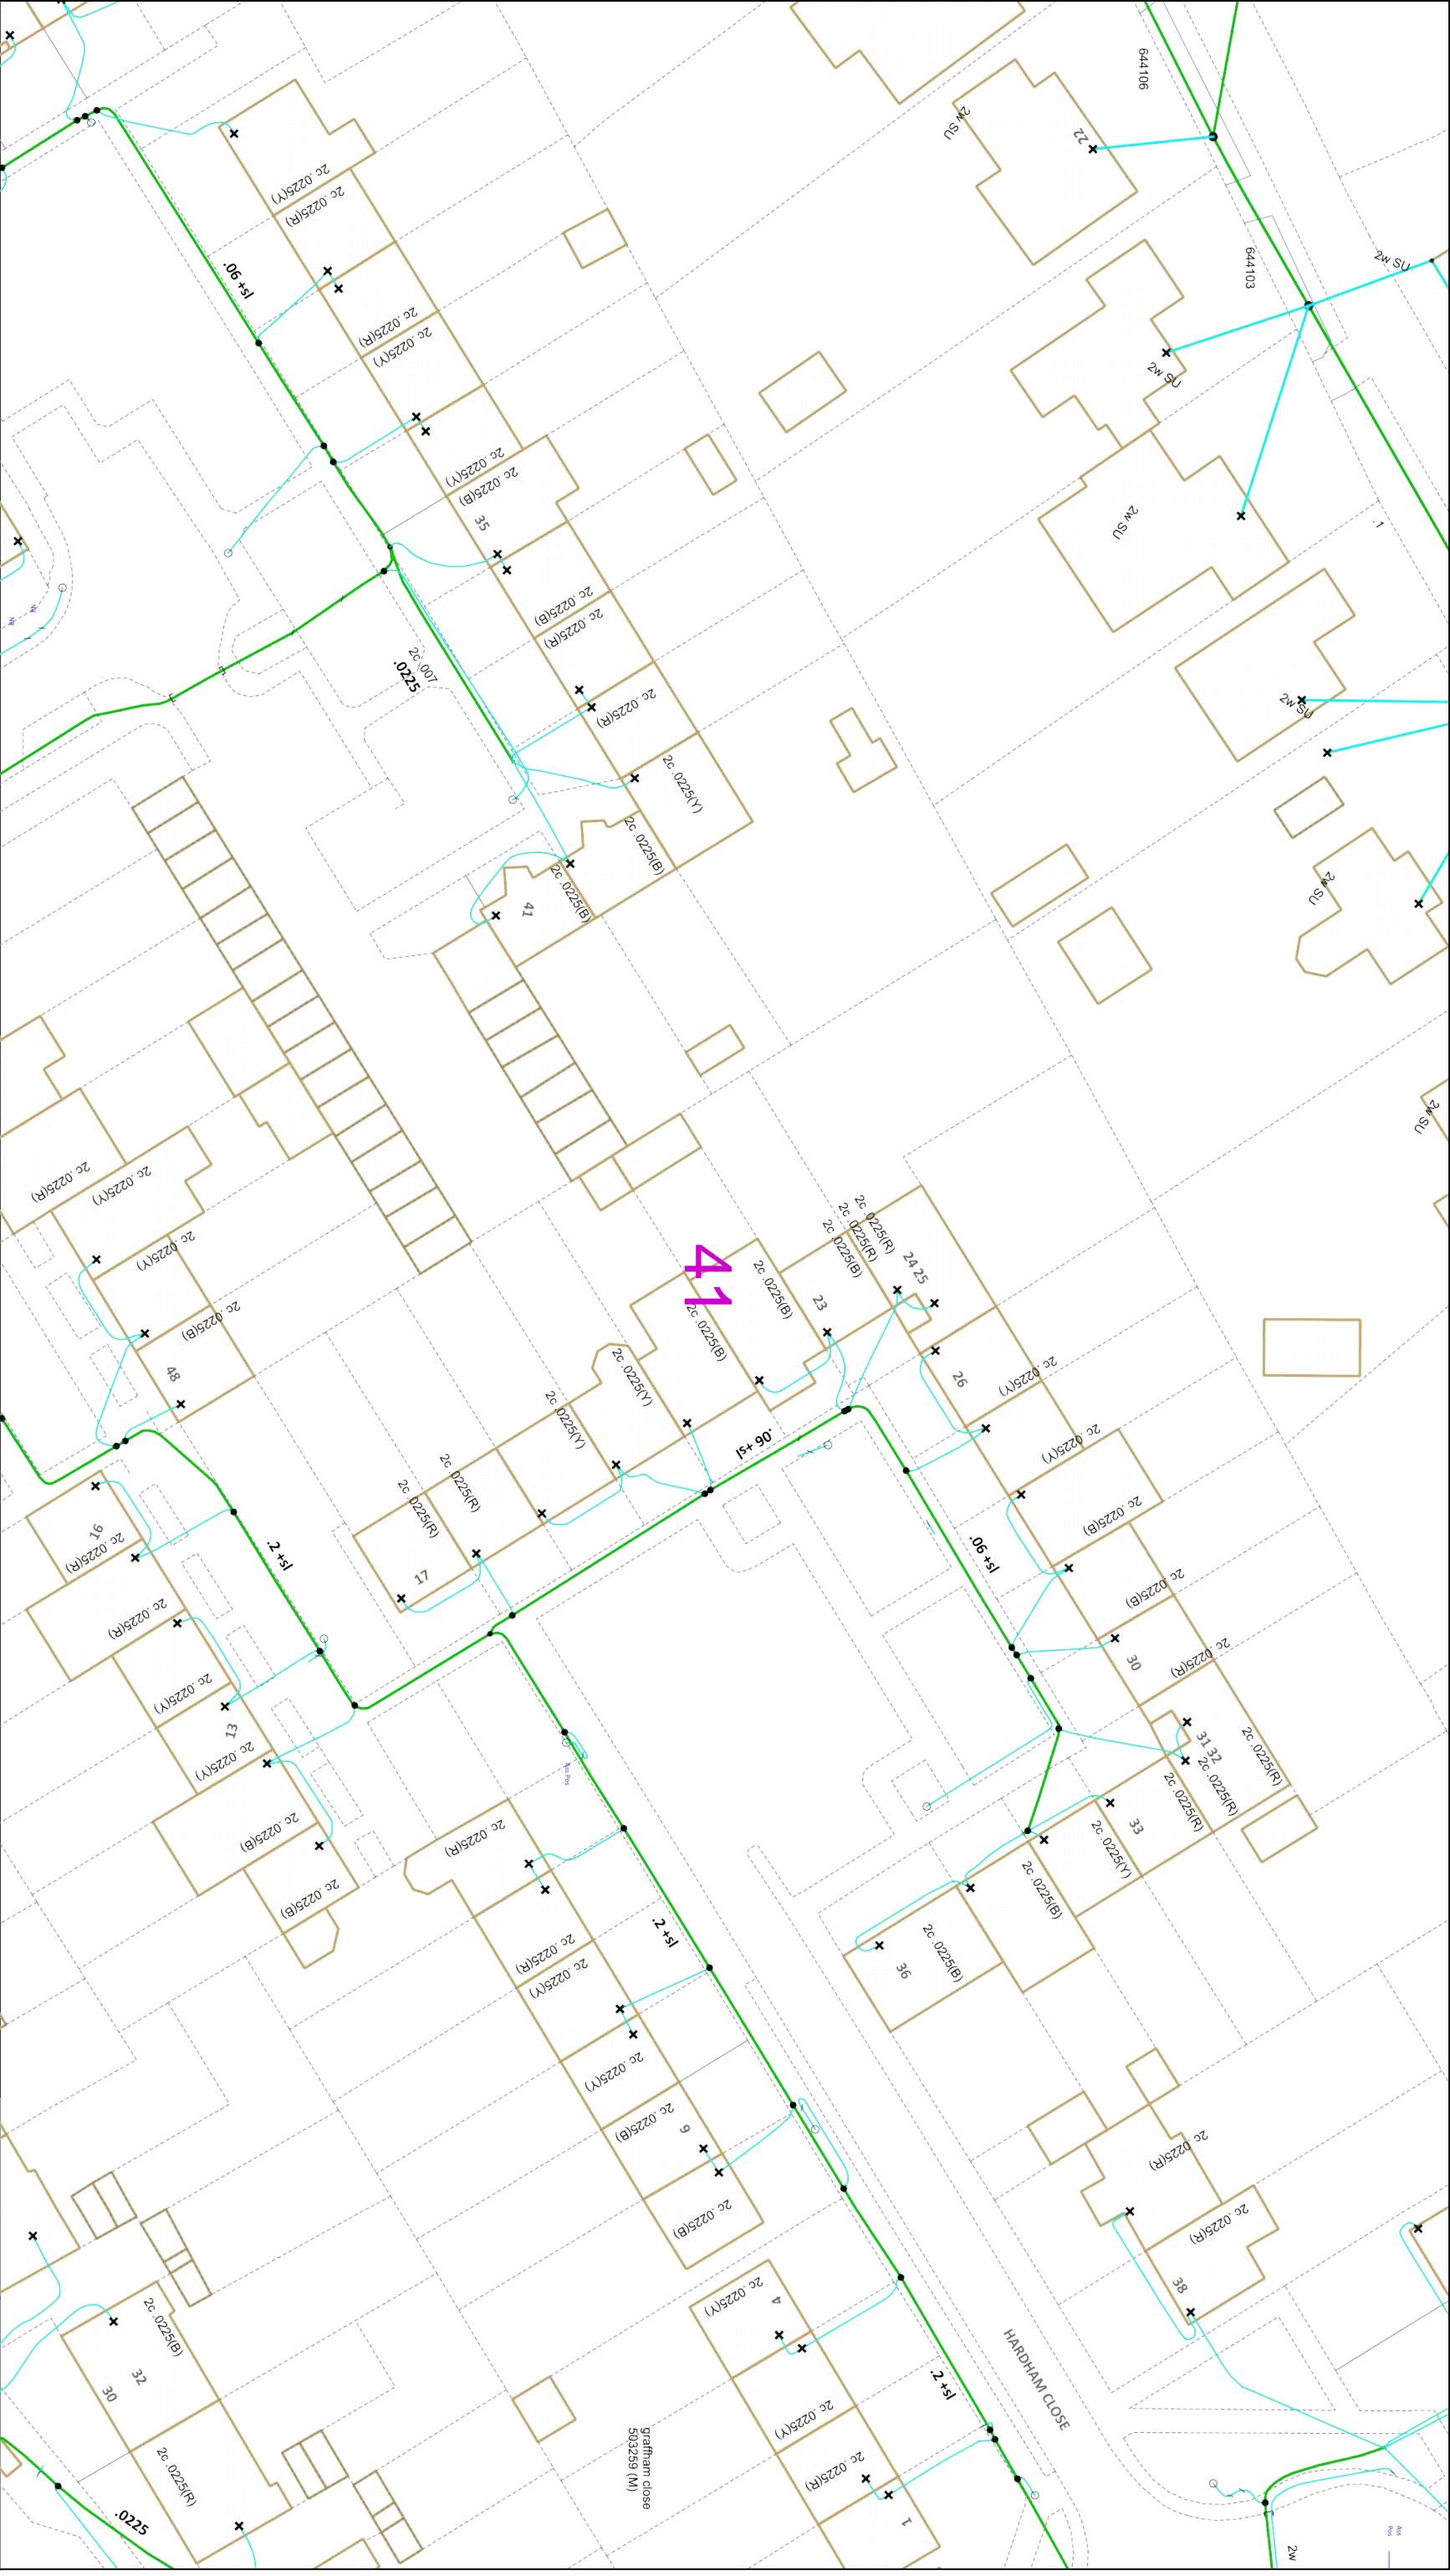 644106
2w SU
22
644103
2w SU
2c .0225(Y)
2c .0225(R)
.06 +sl
2w SU
2c .0225(R)
2c .0225(Y)
2c .0225(Y)
2c .0225(B)
35
2w SU
1
2c .0225(B)
2c .0225(R)
2c .007
.0225
2c .0225(R)
2w SU
2c .0225(Y)
2c .0225(B)
2c .0225(B)
41
2w SU
2w SU
2c .0225(R)
2c .0225(Y)
2c .0225(R)
2c .0225(R)
2c .0225(B)
24 25
2c .0225(Y)
41
2c .0225(B)
23
2c .0225(B)
2c .0225(B)
48
2c .0225(Y)
26
2c .0225(Y)
2c .0225(Y)
2c .0225(Y)
.06 +sl
2c .0225(R)
2c .0225(R)
17
2c .0225(B)
16
2c .0225(R)
.2 +sl
.06 +sl
2c .0225(B)
2c .0225(R)
30
2c .0225(R)
2c .0225(Y)
13
2c .0225(Y)
31 32
2c .0225(R)
2c .0225(R)
2c .0225(R)
Ass Pos
33
2c .0225(Y)
2c .0225(B)
2c .0225(R)
2c .0225(B)
2c .0225(B)
36
2c .0225(B)
.2 +sl
2c .0225(R)
2c .0225(Y)
2c .0225(Y)
2c .0225(B)
9
2c .0225(R)
2c .0225(B)
2c .0225(R)
38
2c .0225(Y)
4
2c .0225(B)
32
30
HARDHAM CLOSE
.2 +sl
2c .0225(Y)
2c .0225(R)
graffham close
503259 (M)
2c .0225(R)
1
.0225
2w
Ass
Pos